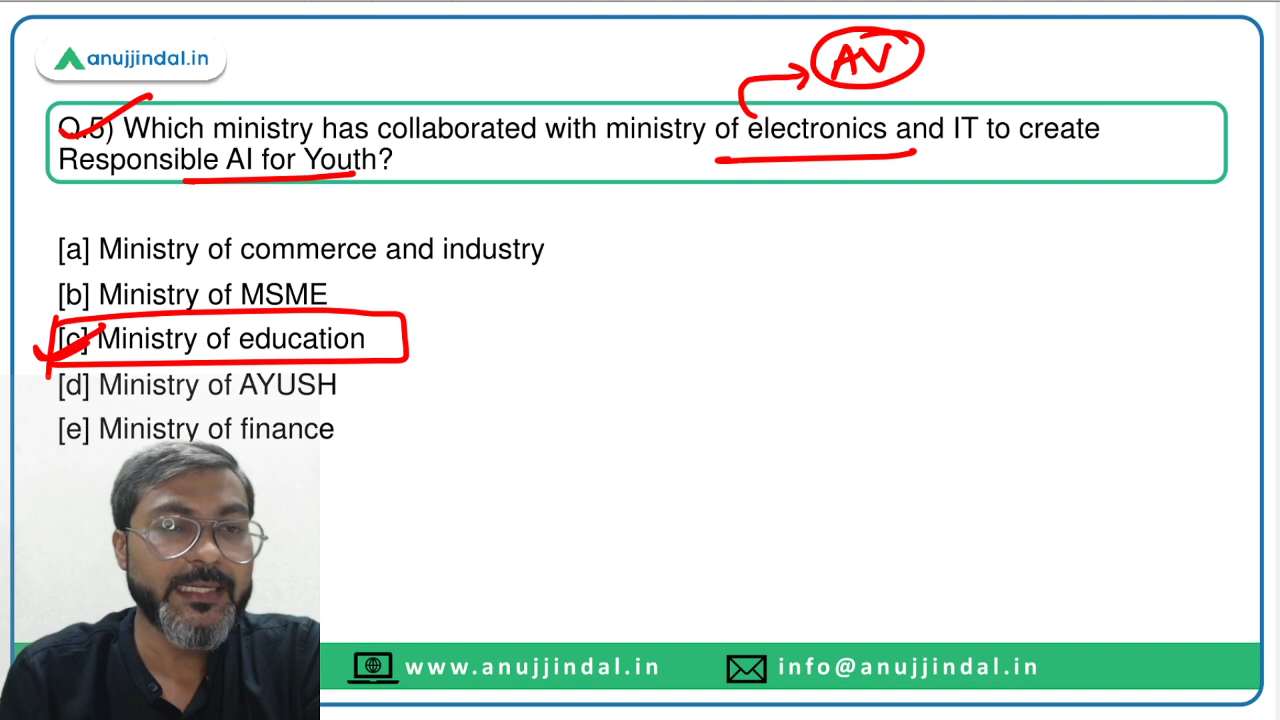 anujjindal.in
AV
Q.5) Which ministry has collaborated with ministry of electronics and IT to create
Responsible AI for Youth?
[a] Ministry of commerce and industry
[b] Ministry of MSME
[c] Ministry of education
[d] Ministry of AYUSH
[e] Ministry of finance
www.anujjindal.in
info@anujjindal.in